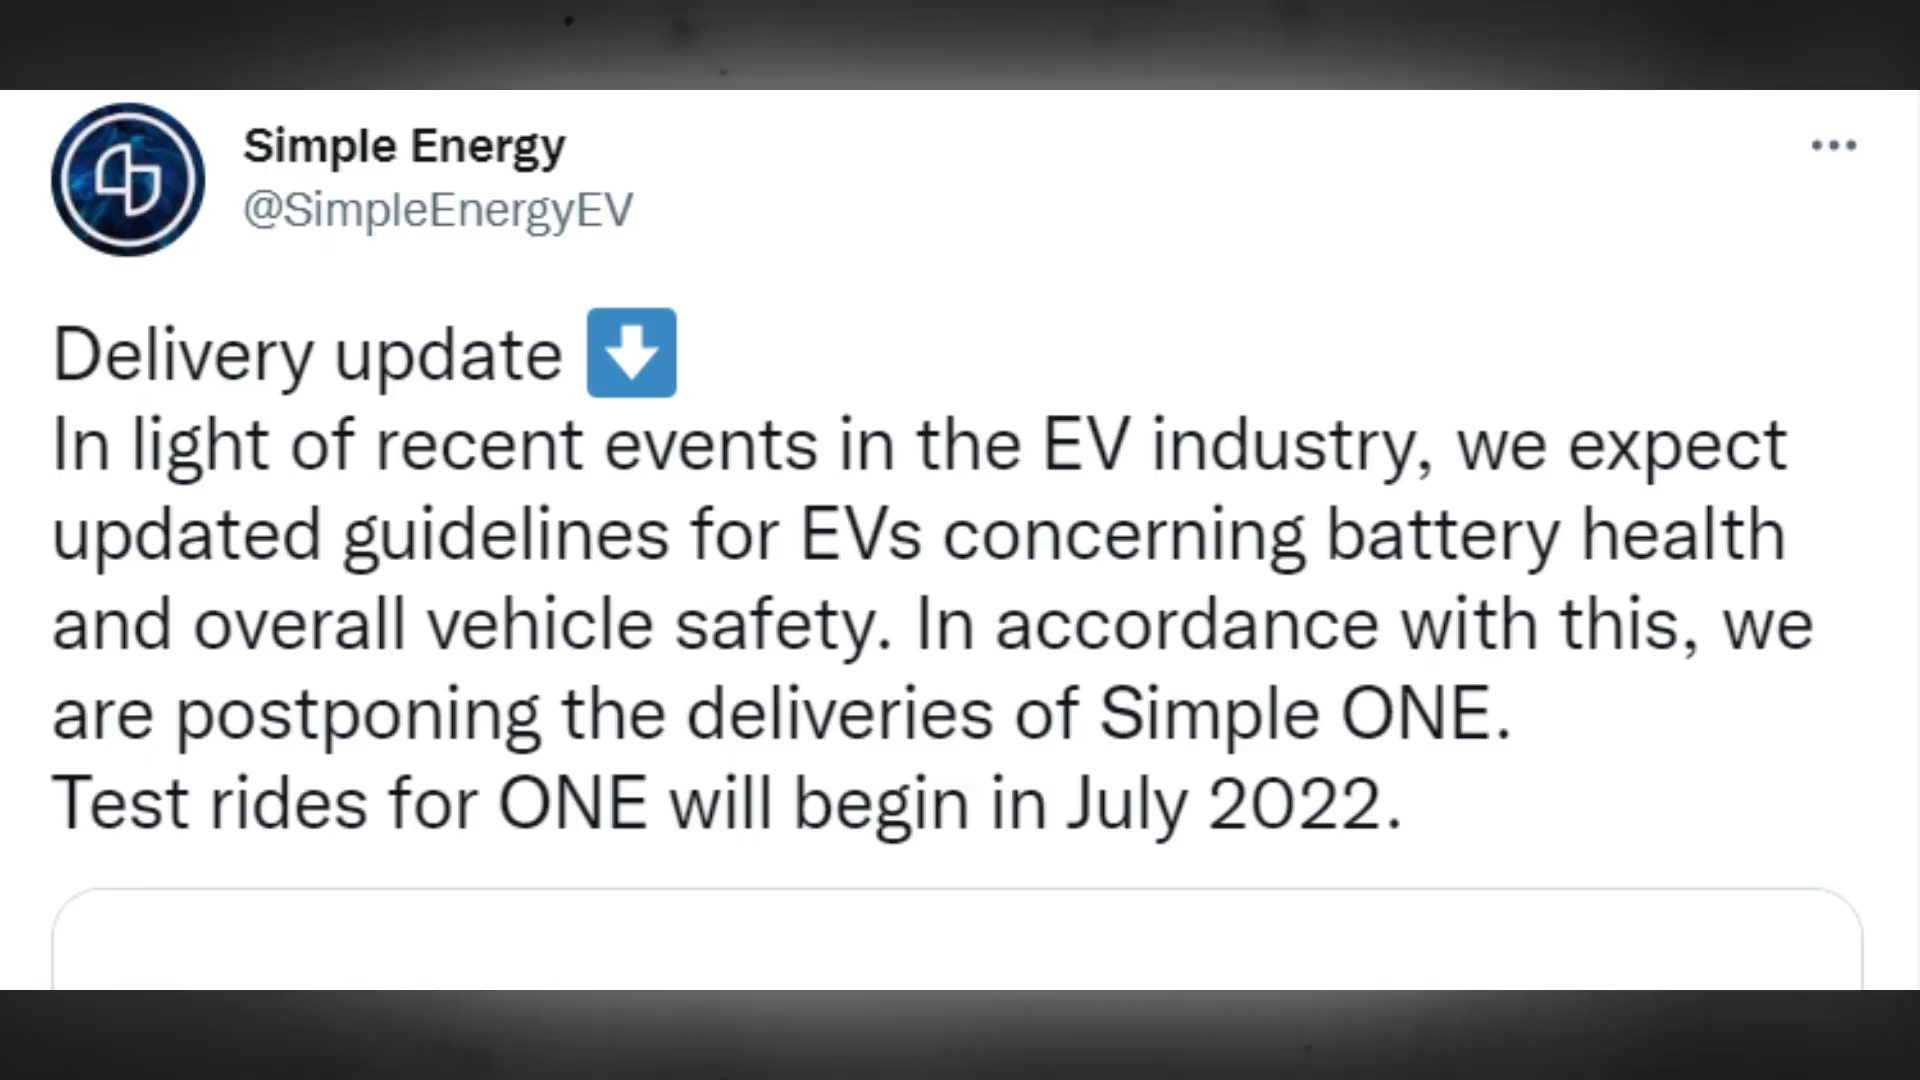 Simple Energy
@SimpleEnergyEV
Delivery update ⬇️
In light of recent events in the EV industry, we expect
updated guidelines for EVs concerning battery health
and overall vehicle safety. In accordance with this, we
are postponing the deliveries of Simple ONE.
Test rides for ONE will begin in July 2022.